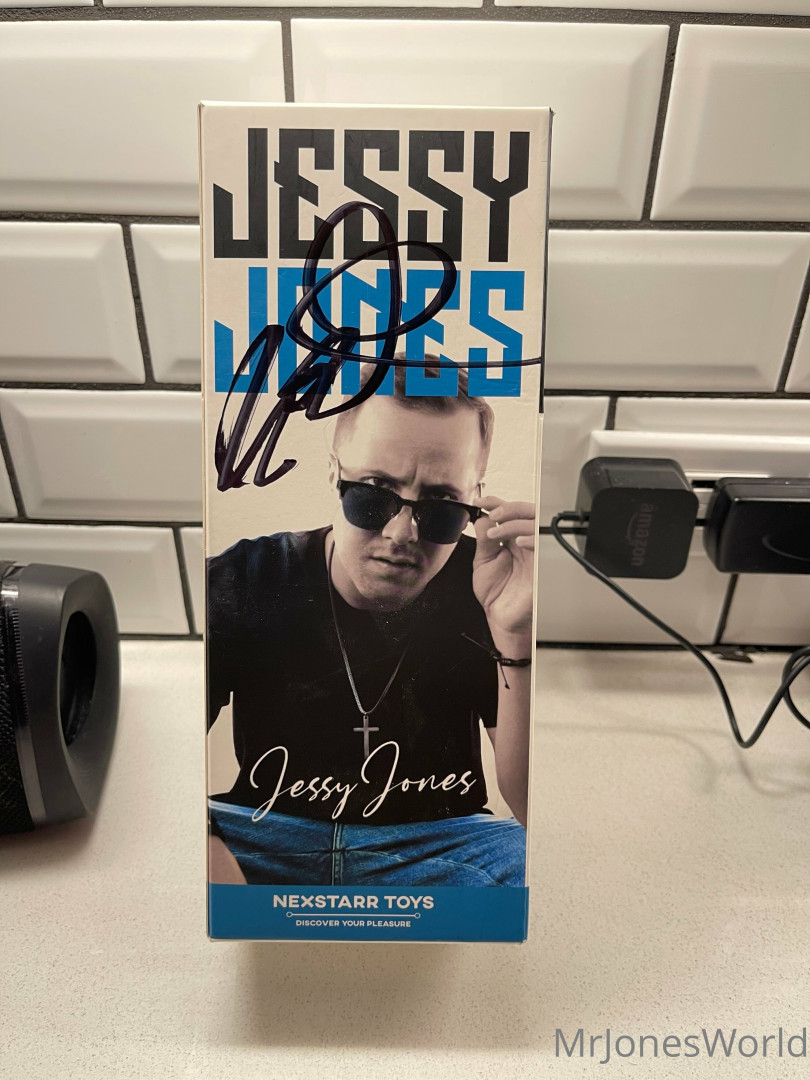 JESSY
JONES
Jessy Jones
NEXSTARR TOYS
DISCOVER YOUR PLEASURE
amazon
MrJonesWorld